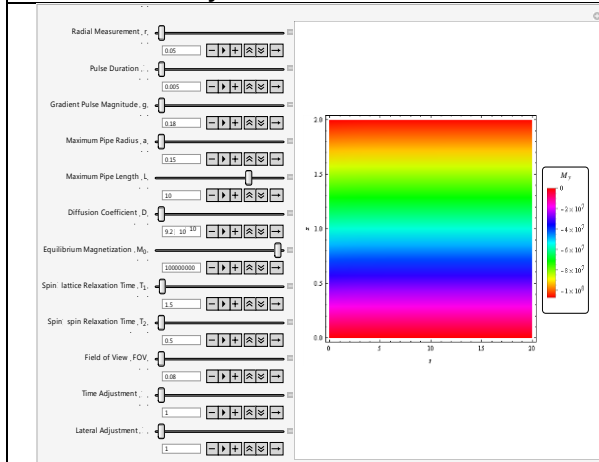 Radial Measurement , r,
0.05
Pulse Duration , ,
0.005
Gradient Pulse Magnitude , g,
0.18
Maximum Pipe Radius , a,
0.15
Maximum Pipe Length , L,
10
Diffusion Coefficient , D,
9.2 10^10
Equilibrium Magnetization , M0,
100000000
Spin lattice Relaxation Time , T1,
1.5
Spin spin Relaxation Time , T2,
0.5
Field of View , FOV,
0.08
Time Adjustment , ,
1
Lateral Adjustment , ,
1
2.0
1.5
z
1.0
0.5
0.0
0 5 10 15 20
My
0
-2×10^7
-4×10^7
-6×10^7
-8×10^7
-1×10^8